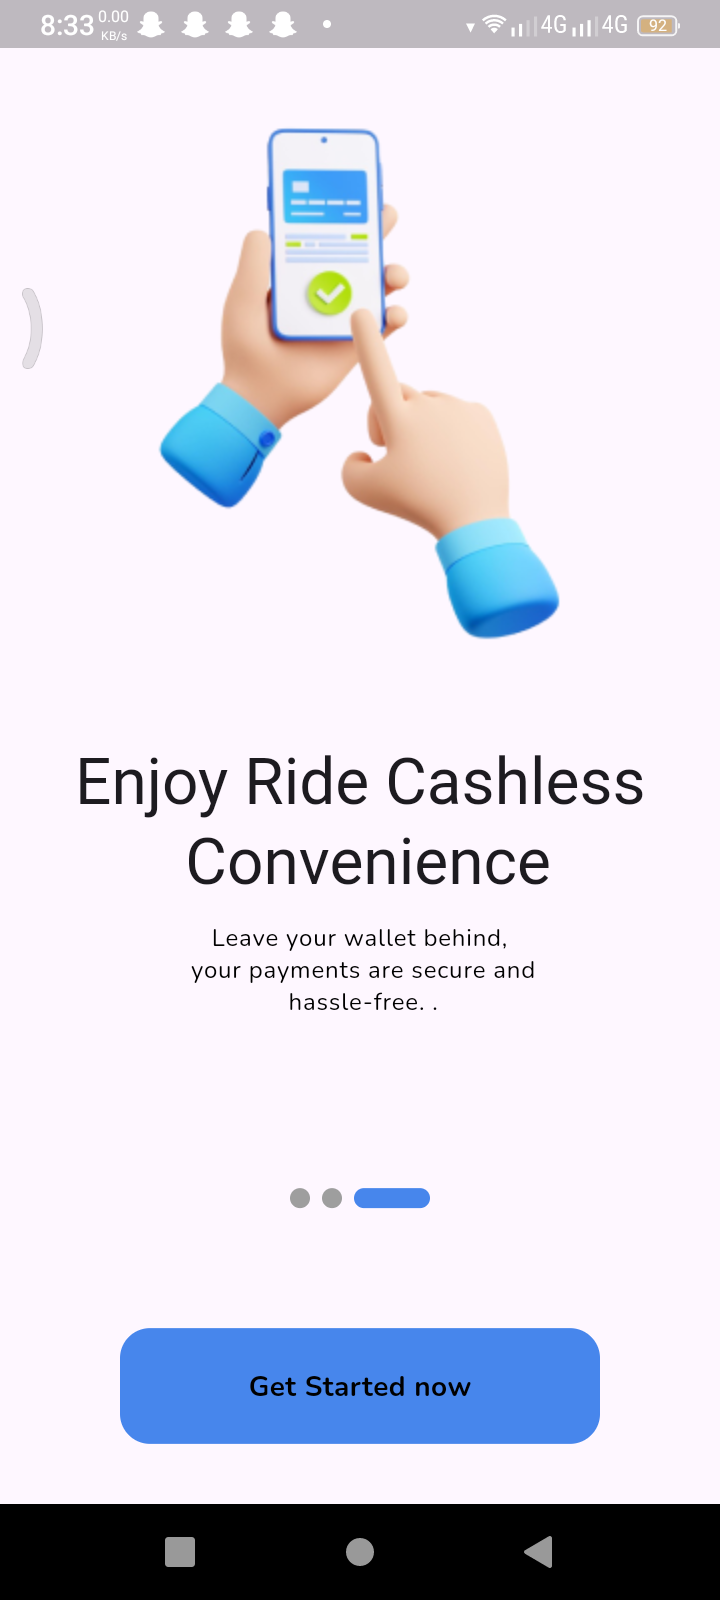 8:33 0.00 KB/s 4G 4G 92
Enjoy Ride Cashless
Convenience
Leave your wallet behind,
your payments are secure and
hassle-free. .
Get Started now